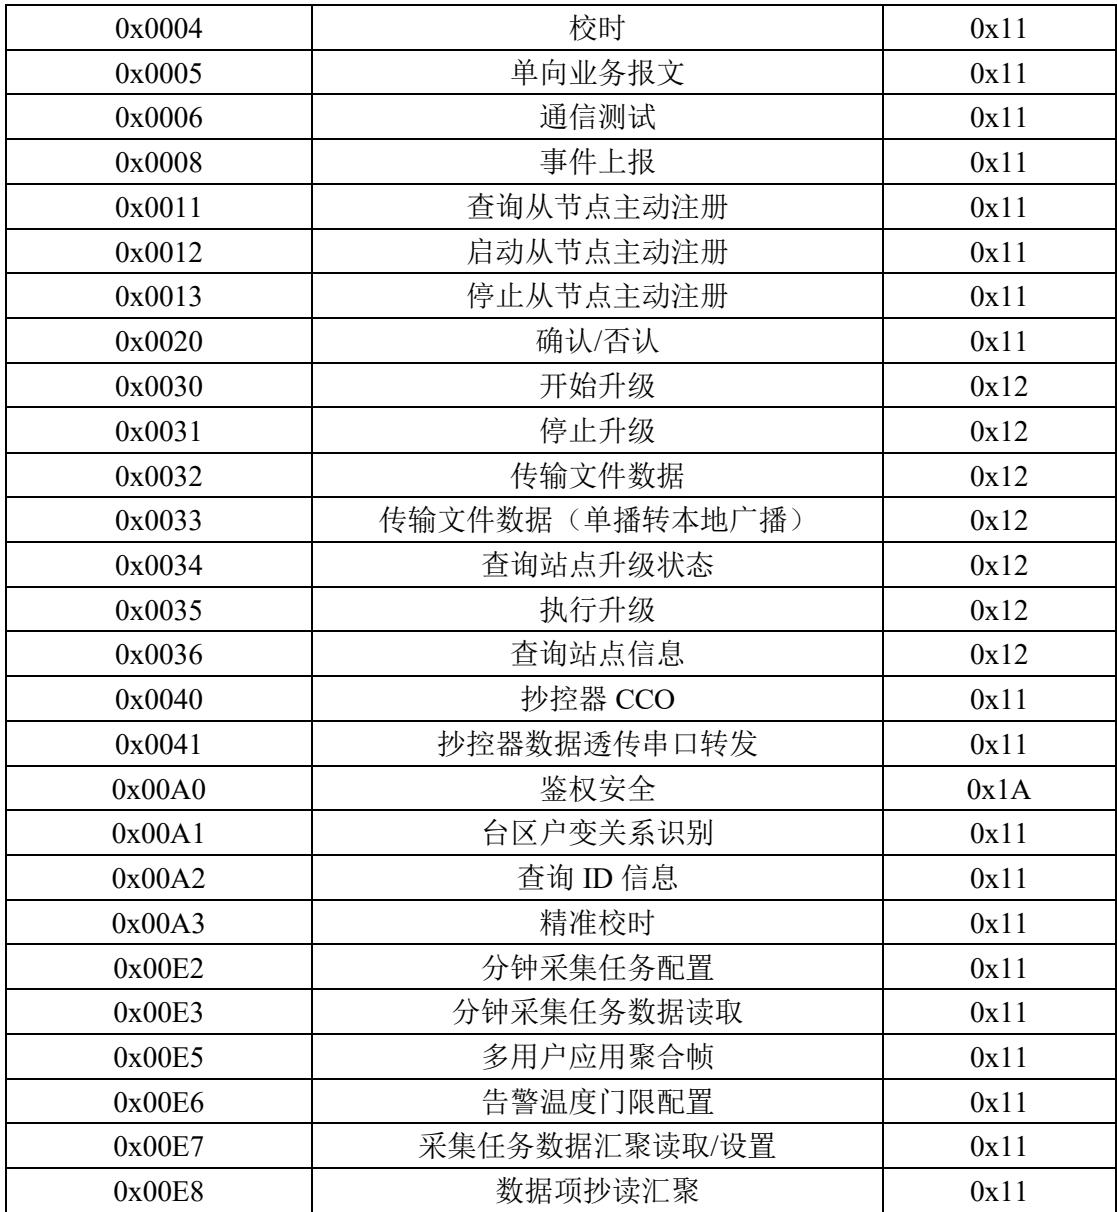 0x0004 校时 0x11
0x0005 单向业务报文 0x11
0x0006 通信测试 0x11
0x0008 事件上报 0x11
0x0011 查询从节点主动注册 0x11
0x0012 启动从节点主动注册 0x11
0x0013 停止从节点主动注册 0x11
0x0020 确认/否认 0x11
0x0030 开始升级 0x12
0x0031 停止升级 0x12
0x0032 传输文件数据 0x12
0x0033 传输文件数据（单播转本地广播） 0x12
0x0034 查询站点升级状态 0x12
0x0035 执行升级 0x12
0x0036 查询站点信息 0x12
0x0040 抄控器 CCO 0x11
0x0041 抄控器数据透传串口转发 0x11
0x00A0 鉴权安全 0x1A
0x00A1 台区户变关系识别 0x11
0x00A2 查询 ID 信息 0x11
0x00A3 精准校时 0x11
0x00E2 分钟采集任务配置 0x11
0x00E3 分钟采集任务数据读取 0x11
0x00E5 多用户应用聚合帧 0x11
0x00E6 告警温度门限配置 0x11
0x00E7 采集任务数据汇聚读取/设置 0x11
0x00E8 数据项抄读汇聚 0x11